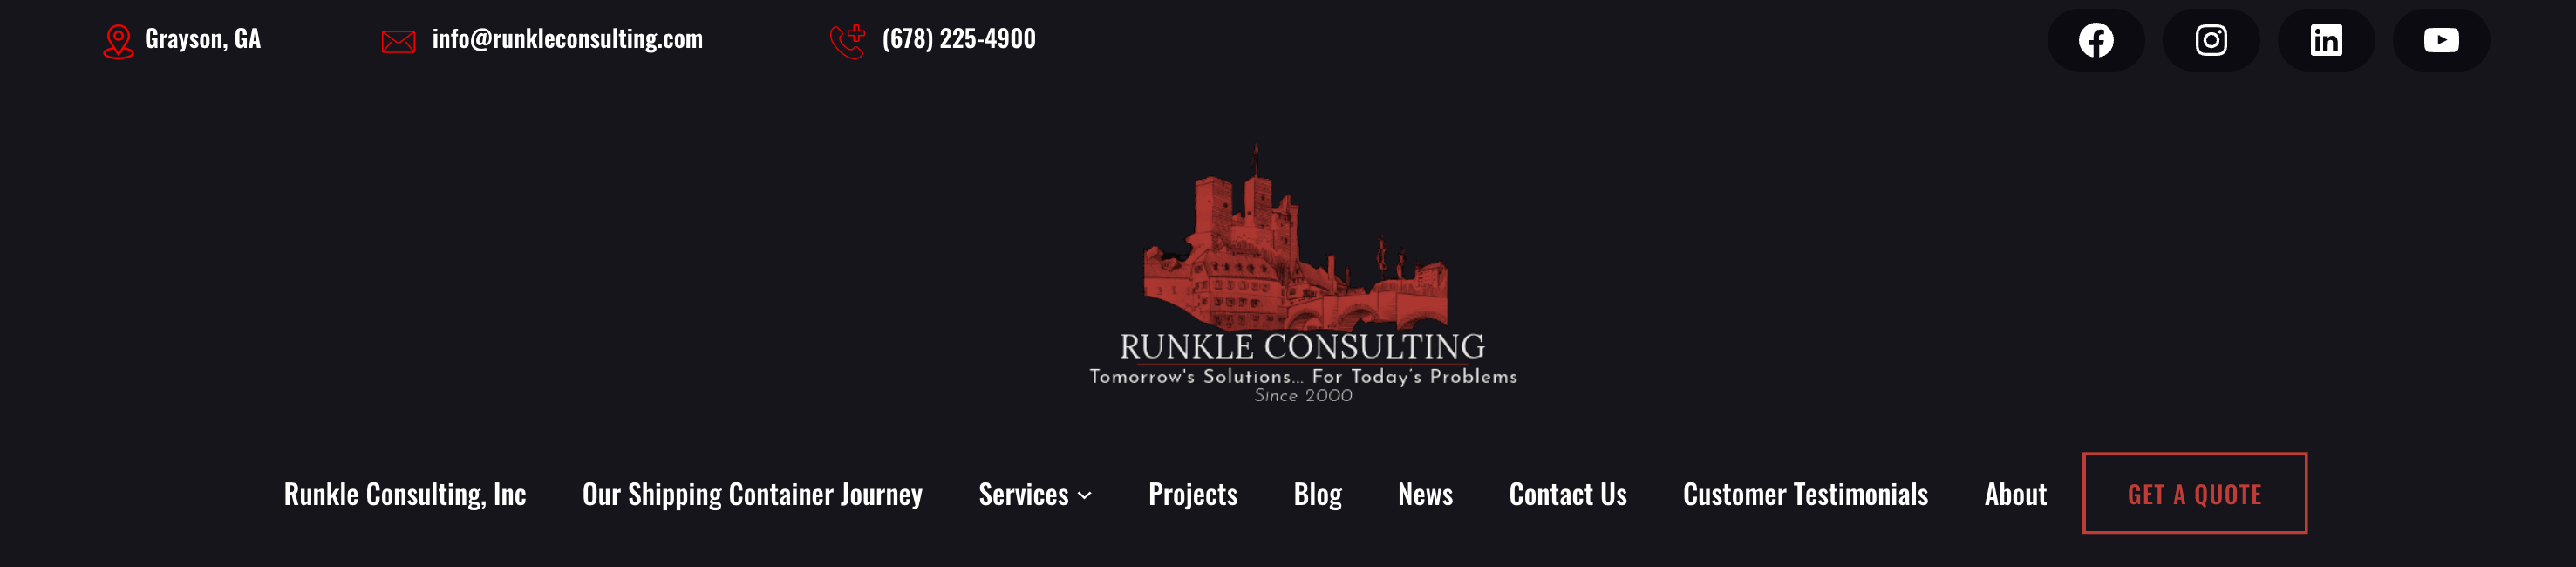 Grayson, GA
info@runkleconsulting.com
(678) 225-4900
RUNKLE CONSULTING
Tomorrow's Solutions... For Today's Problems
Since 2000
Runkle Consulting, Inc
Our Shipping Container Journey
Services
Projects
Blog
News
Contact Us
Customer Testimonials
About
GET A QUOTE